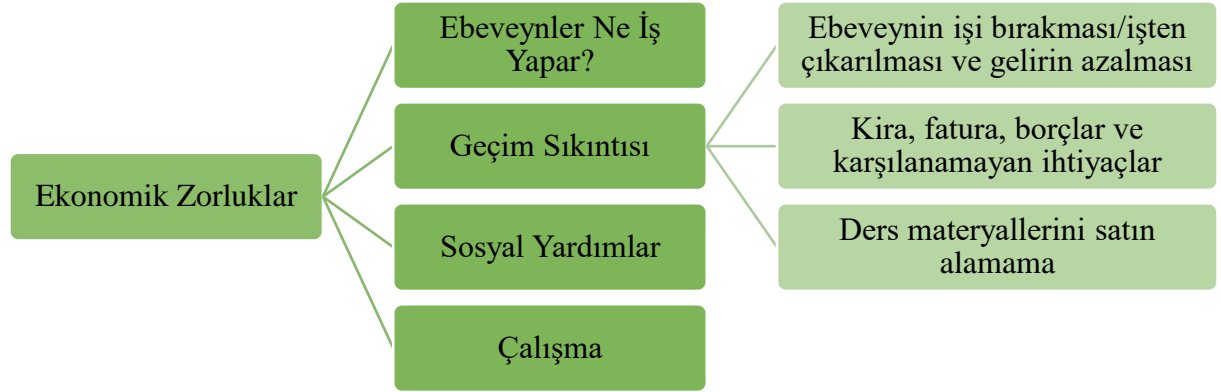 Ekonomik Zorluklar
Ebeveynler Ne İş
Yapar?
Geçim Sıkıntısı
Sosyal Yardımlar
Çalışma
Ebeveynin işi bırakması/işten
çıkarılması ve gelirin azalması
Kira, fatura, borçlar ve
karşılanamayan ihtiyaçlar
Ders materyallerini satın
alamama